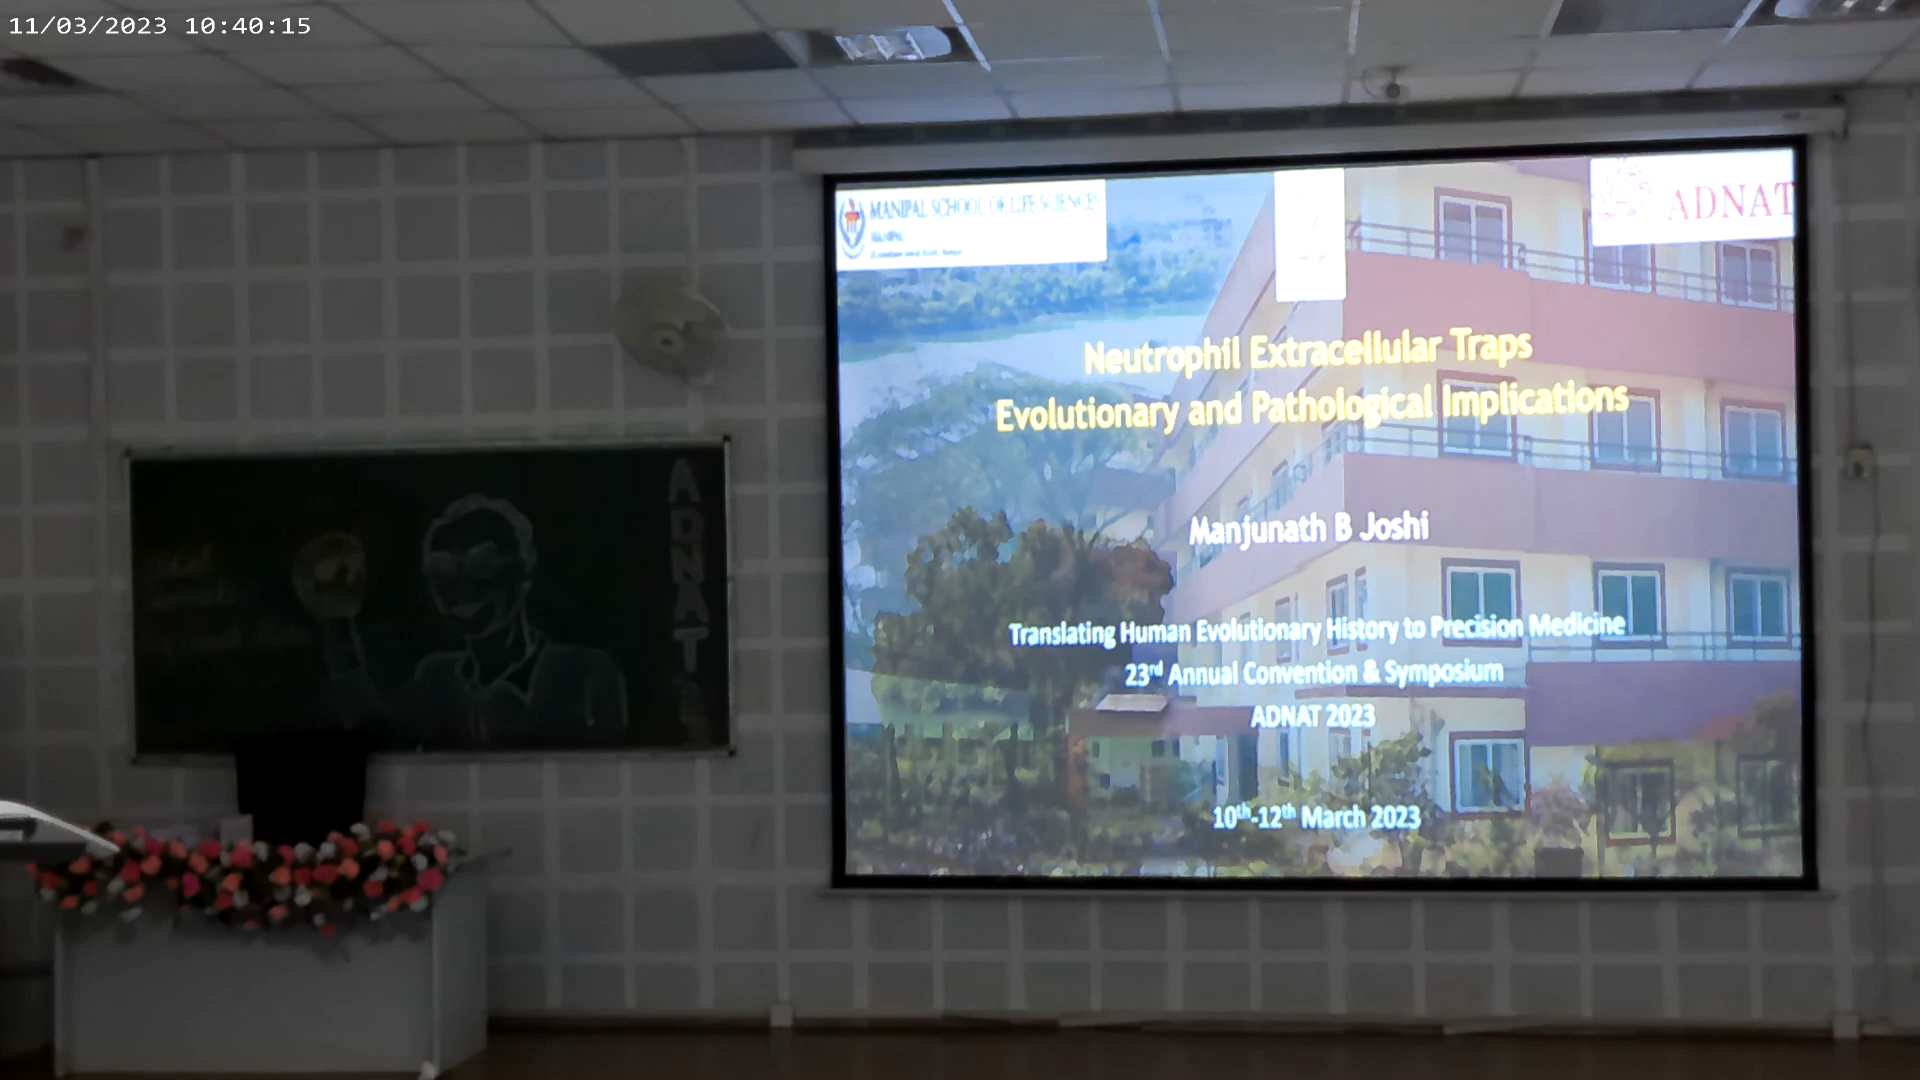 11/03/2023 10:40:15
MANIPAL SCHOOL OF LIFE SCIENCES
MANIPAL
ADNAT
Neutrophil Extracellular Traps
Evolutionary and Pathological Implications
Manjunath B Joshi
Translating Human Evolutionary History to Precision Medicine
23rd Annual Convention & Symposium
ADNAT 2023
10th-12th March 2023
ADNAT